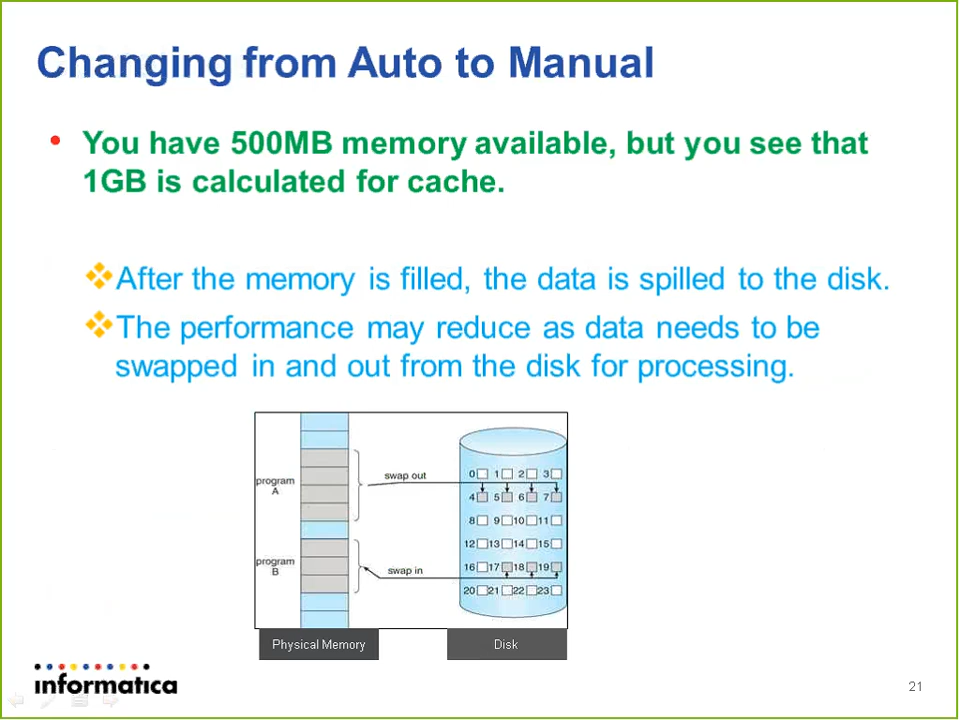 Changing from Auto to Manual
• You have 500MB memory available, but you see that
1GB is calculated for cache.
❖After the memory is filled, the data is spilled to the disk.
❖The performance may reduce as data needs to be
swapped in and out from the disk for processing.
program
A
swap out
program
B
swap in
0 1 2 3
4 5 6 7
8 9 10 11
12 13 14 15
16 17 18 19
20 21 22 23
Physical Memory
Disk
informatica
21